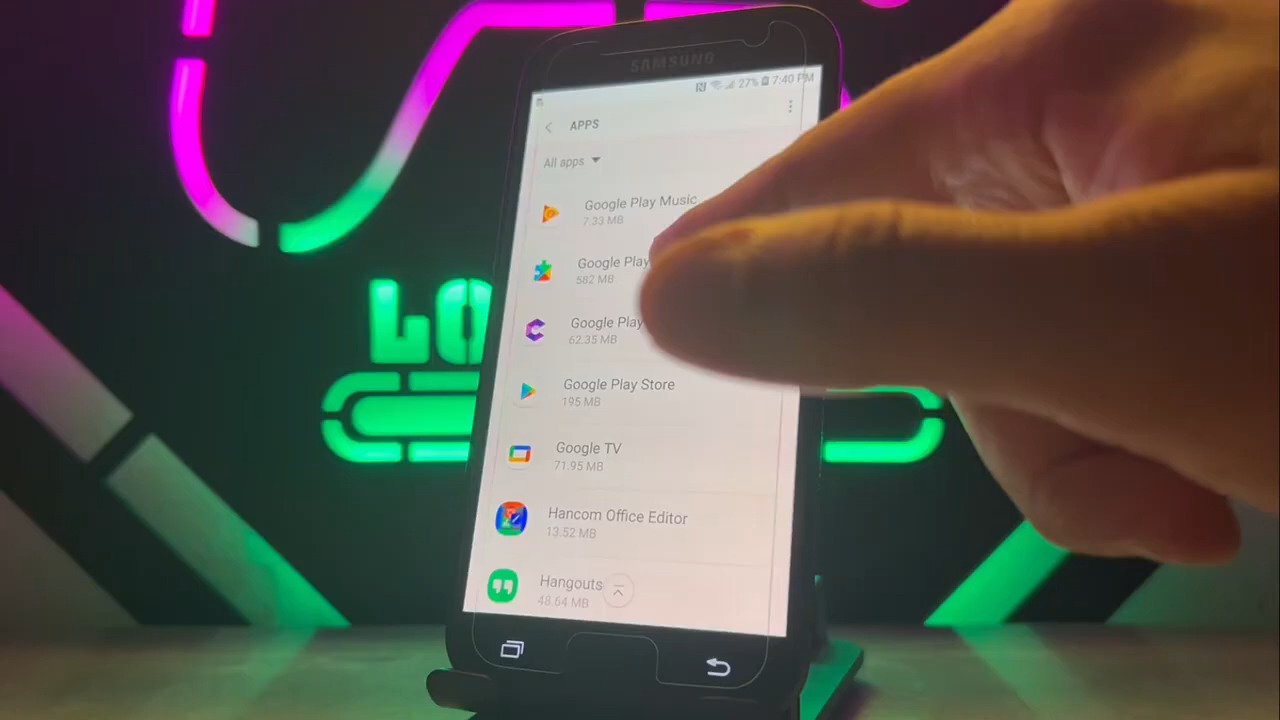 SAMSUNG
27% 7:40 PM
APPS
All apps
Google Play Music
7.33 MB
Google Play
582 MB
Google Play
62.35 MB
Google Play Store
195 MB
Google TV
71.95 MB
Hancom Office Editor
13.52 MB
Hangouts
48.64 MB